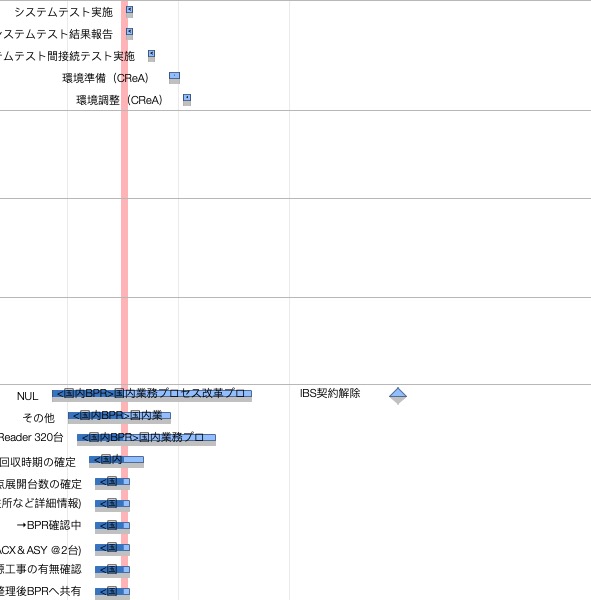 システムテスト実施
ステムテスト結果報告
テムテスト間接続テスト実施
環境準備（CReA）
環境調整（CReA）
NUL <国内BPR>国内業務プロセス改革プロ IBS契約解除
その他 <国内BPR>国内業
Reader 320台 <国内BPR>国内業務プロ
回収時期の確定 <国内
点展開台数の確定 <国
所など詳細情報) <国
→BPR確認中 <国
ACX＆ASY @2台) <国
源工事の有無確認 <国
整理後BPRへ共有 <国